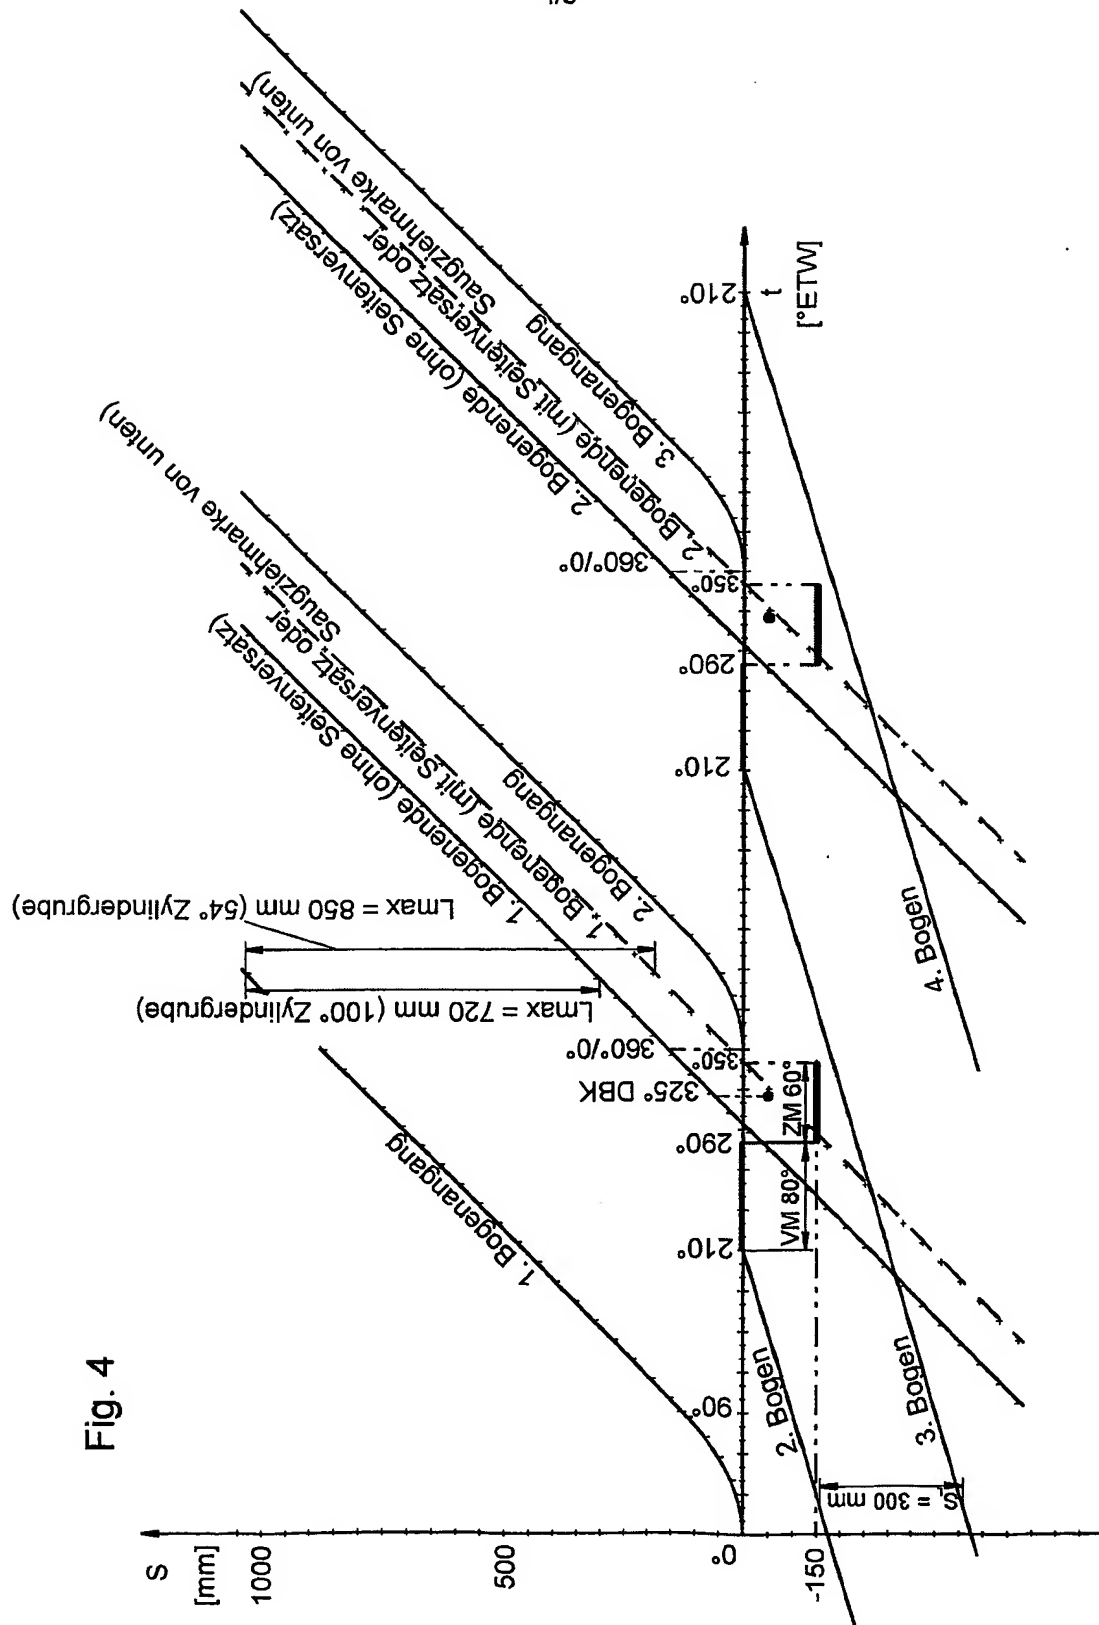 Fig. 4
S
[mm]
1000
500
0°
-150
1. Bogenangang
1. Bogenende (ohne Seitenversatz)
1. Bogenende (mit Seitenversatz oder
Saugziehmarke von unten)
2. Bogenangang
2. Bogenende (ohne Seitenversatz)
2. Bogenende (mit Seitenversatz oder
Saugziehmarke von unten)
3. Bogenangang
Lmax = 720 mm (100° Zylindergrube)
Lmax = 850 mm (54° Zylindergrube)
90°
210°
290°
325° DBK
350°
360°/0°
210°
290°
350°
360°/0°
210°
t
[°ETW]
VM 80°
ZM 60°
2. Bogen
3. Bogen
4. Bogen
S = 300 mm